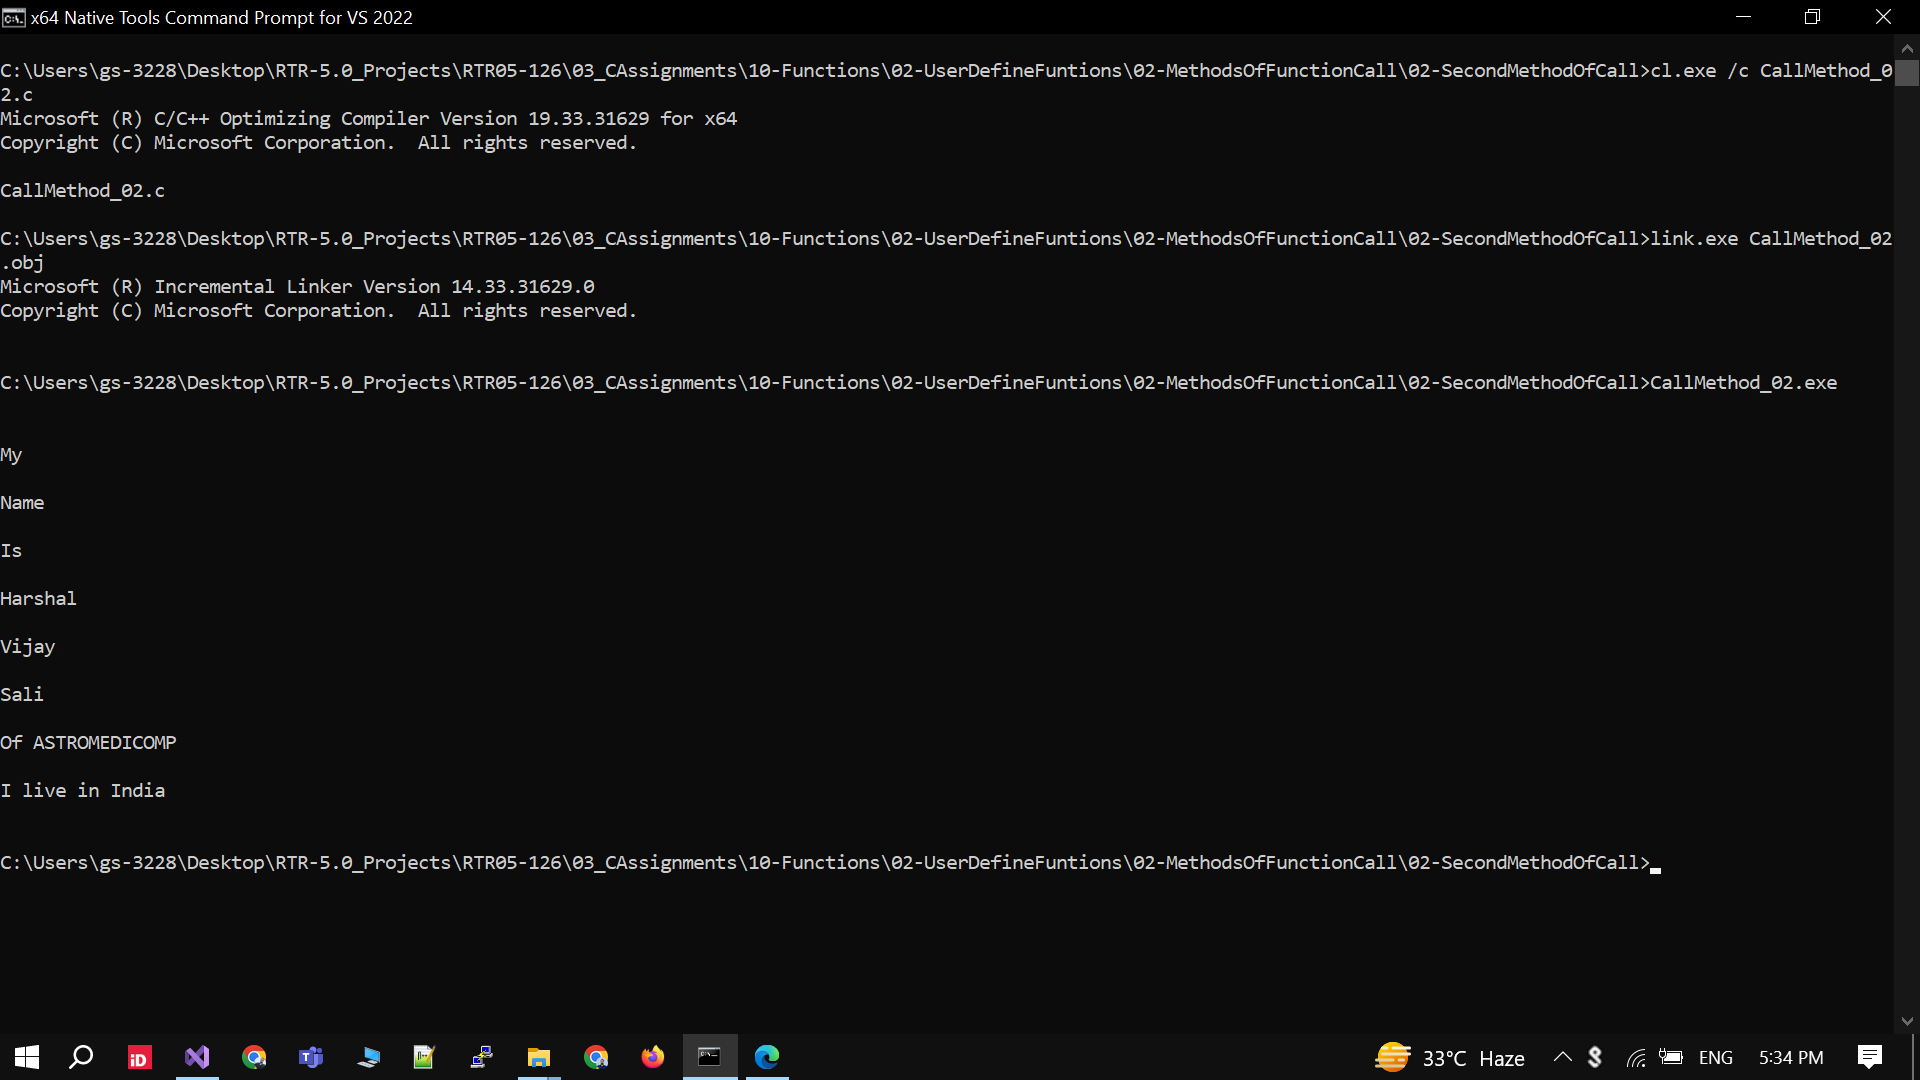 x64 Native Tools Command Prompt for VS 2022
C:\Users\gs-3228\Desktop\RTR-5.0_Projects\RTR05-126\03_CAssignments\10-Functions\02-UserDefineFuntions\02-MethodsOfFunctionCall\02-SecondMethodOfCall>cl.exe /c CallMethod_0
2.c
Microsoft (R) C/C++ Optimizing Compiler Version 19.33.31629 for x64
Copyright (C) Microsoft Corporation.  All rights reserved.
CallMethod_02.c
C:\Users\gs-3228\Desktop\RTR-5.0_Projects\RTR05-126\03_CAssignments\10-Functions\02-UserDefineFuntions\02-MethodsOfFunctionCall\02-SecondMethodOfCall>link.exe CallMethod_02
.obj
Microsoft (R) Incremental Linker Version 14.33.31629.0
Copyright (C) Microsoft Corporation.  All rights reserved.
C:\Users\gs-3228\Desktop\RTR-5.0_Projects\RTR05-126\03_CAssignments\10-Functions\02-UserDefineFuntions\02-MethodsOfFunctionCall\02-SecondMethodOfCall>CallMethod_02.exe
My
Name
Is
Harshal
Vijay
Sali
Of ASTROMEDICOMP
I live in India
C:\Users\gs-3228\Desktop\RTR-5.0_Projects\RTR05-126\03_CAssignments\10-Functions\02-UserDefineFuntions\02-MethodsOfFunctionCall\02-SecondMethodOfCall>
33°C Haze ENG 5:34 PM